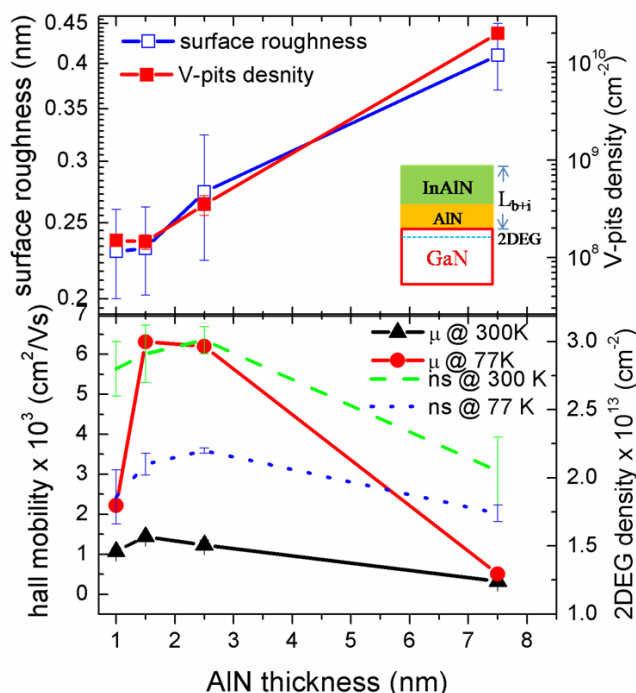 surface roughness (nm)
0.45
0.4
0.35
0.3
0.25
0.2
surface roughness
V-pits desnity
InAlN
AlN
GaN
L_{b+i}
2DEG
10^{10}
10^{9}
10^{8}
V-pits density (cm^{-2})
hall mobility x 10^{3} (cm^{2}/Vs)
7
6
5
4
3
2
1
0
μ @ 300K
μ @ 77K
ns @ 300 K
ns @ 77 K
3.0
2.5
2.0
1.5
1.0
2DEG density x 10^{13} (cm^{-2})
1 2 3 4 5 6 7 8
AlN thickness (nm)